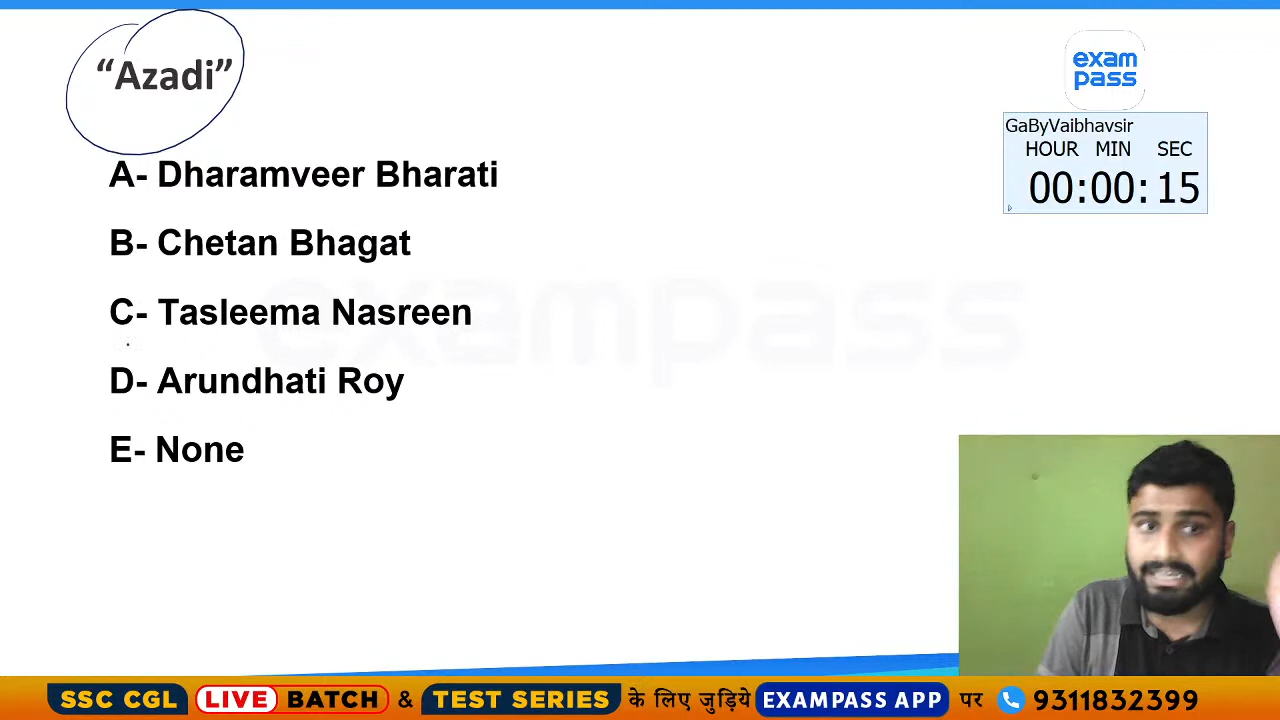 “Azadi”
exam
pass
GaByVaibhavsir
HOUR MIN SEC
00:00:15
A- Dharamveer Bharati
B- Chetan Bhagat
C- Tasleema Nasreen
D- Arundhati Roy
E- None
exampass
SSC CGL LIVE BATCH & TEST SERIES के लिए जुड़िये EXAMPASS APP पर 9311832399